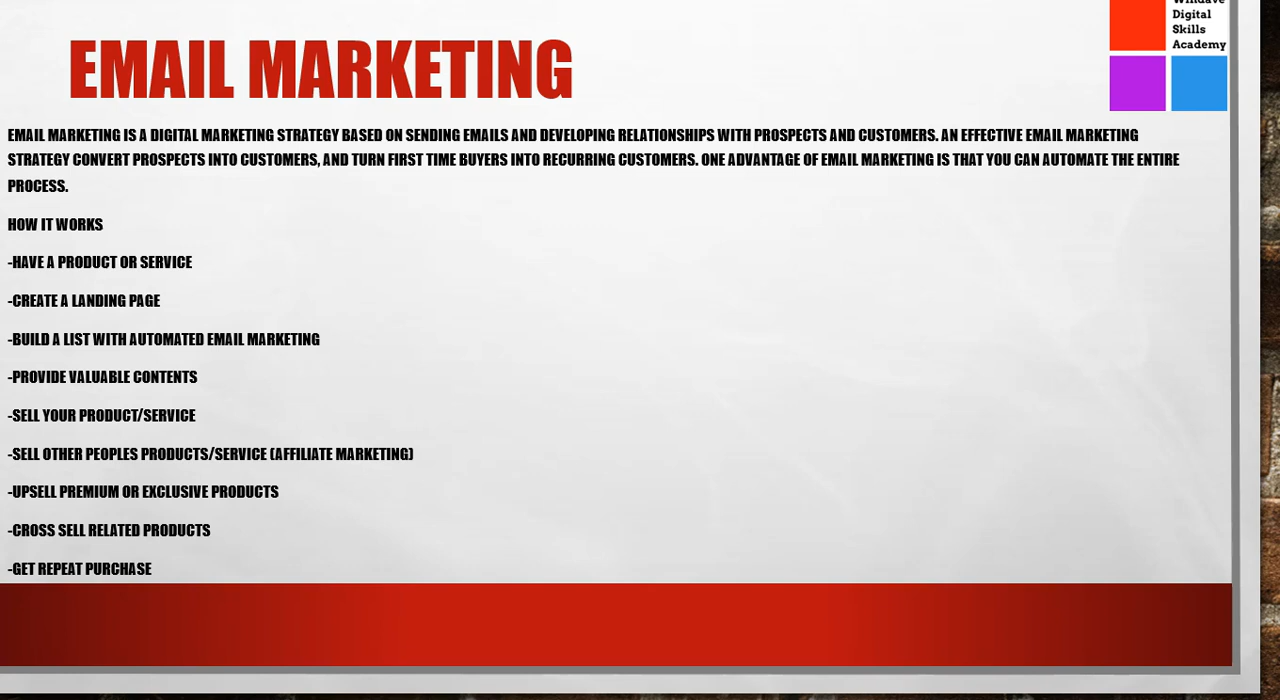 Digital
Skills
Academy
EMAIL MARKETING
EMAIL MARKETING IS A DIGITAL MARKETING STRATEGY BASED ON SENDING EMAILS AND DEVELOPING RELATIONSHIPS WITH PROSPECTS AND CUSTOMERS. AN EFFECTIVE EMAIL MARKETING
STRATEGY CONVERT PROSPECTS INTO CUSTOMERS, AND TURN FIRST TIME BUYERS INTO RECURRING CUSTOMERS. ONE ADVANTAGE OF EMAIL MARKETING IS THAT YOU CAN AUTOMATE THE ENTIRE
PROCESS.
HOW IT WORKS
-HAVE A PRODUCT OR SERVICE
-CREATE A LANDING PAGE
-BUILD A LIST WITH AUTOMATED EMAIL MARKETING
-PROVIDE VALUABLE CONTENTS
-SELL YOUR PRODUCT/SERVICE
-SELL OTHER PEOPLES PRODUCTS/SERVICE (AFFILIATE MARKETING)
-UPSELL PREMIUM OR EXCLUSIVE PRODUCTS
-CROSS SELL RELATED PRODUCTS
-GET REPEAT PURCHASE